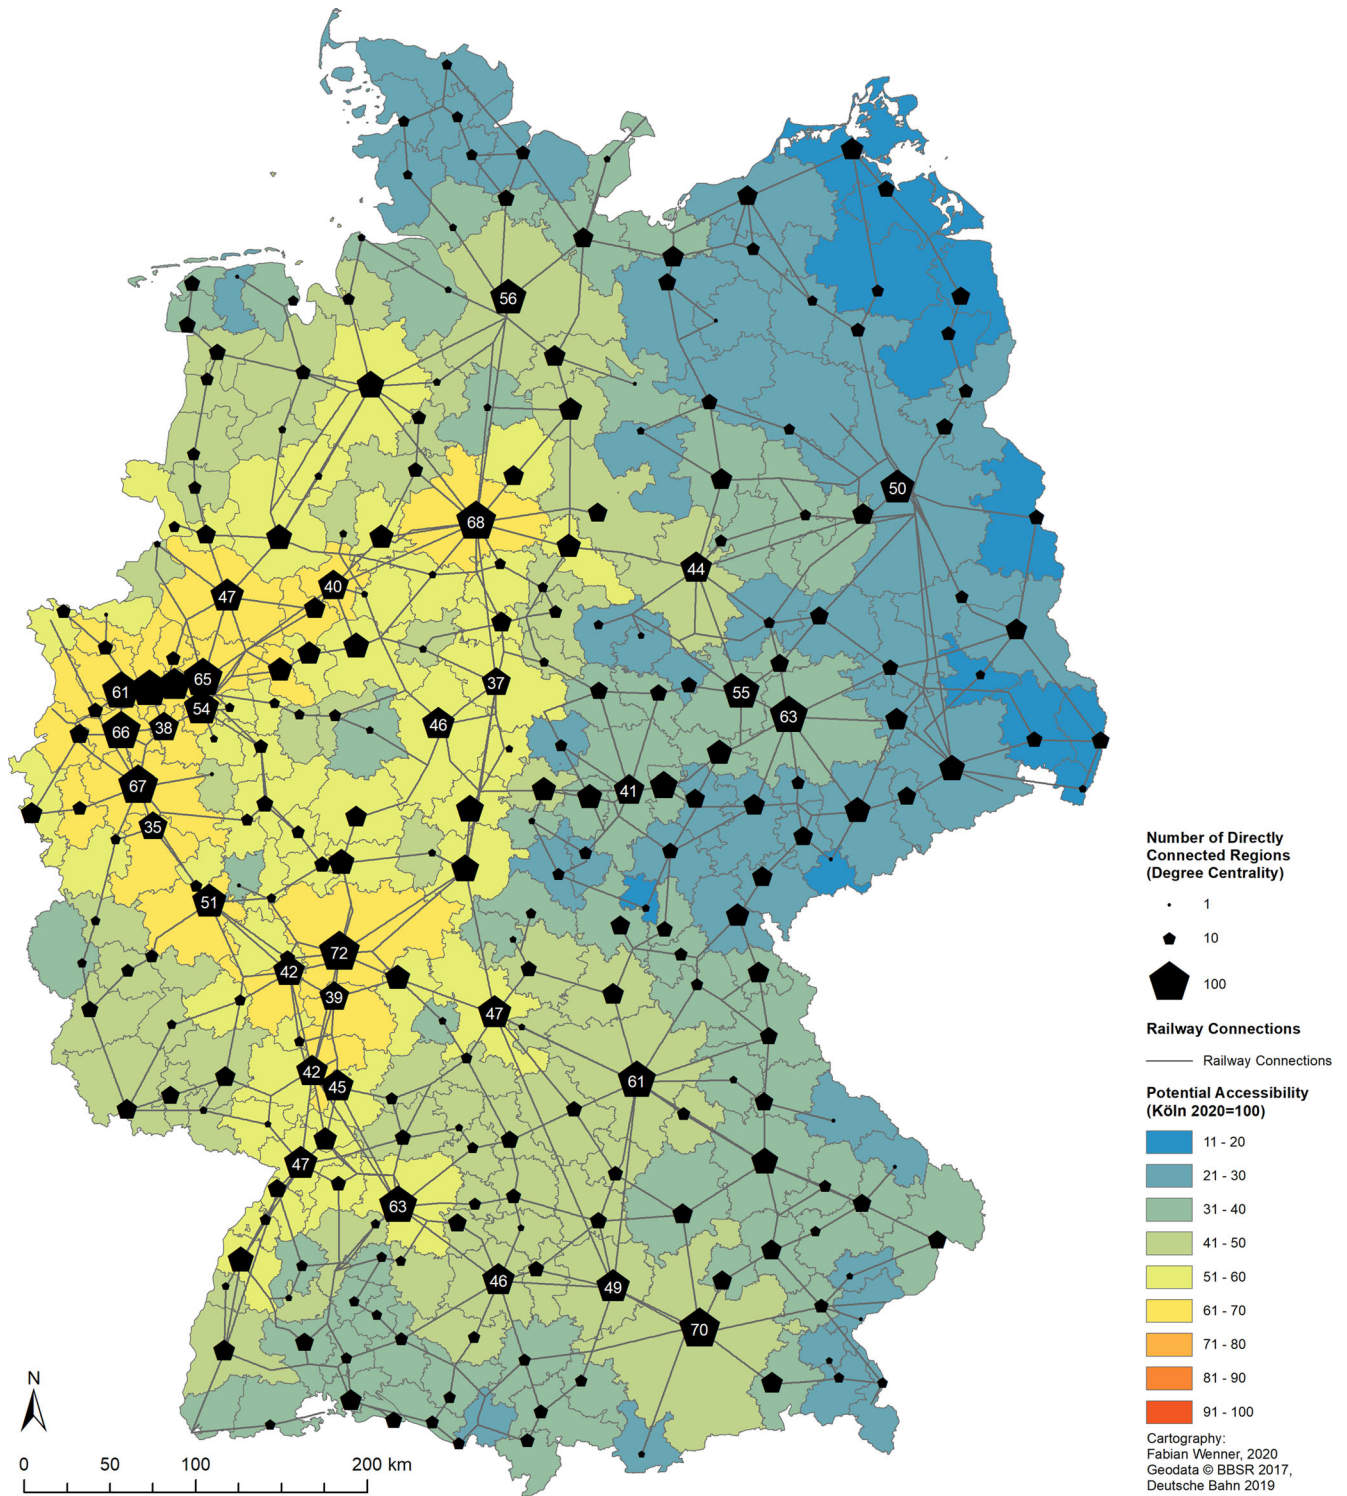 56
68
50
44
40
47
65
61
54
66
38
67
35
37
46
55
63
41
51
72
42
39
47
42
45
61
47
63
46
49
70
Number of Directly
Connected Regions
(Degree Centrality)
1
10
100
Railway Connections
Railway Connections
Potential Accessibility
(Köln 2020=100)
11 - 20
21 - 30
31 - 40
41 - 50
51 - 60
61 - 70
71 - 80
81 - 90
91 - 100
Cartography:
Fabian Wenner, 2020
Geodata © BBSR 2017,
Deutsche Bahn 2019
N
0 50 100 200 km